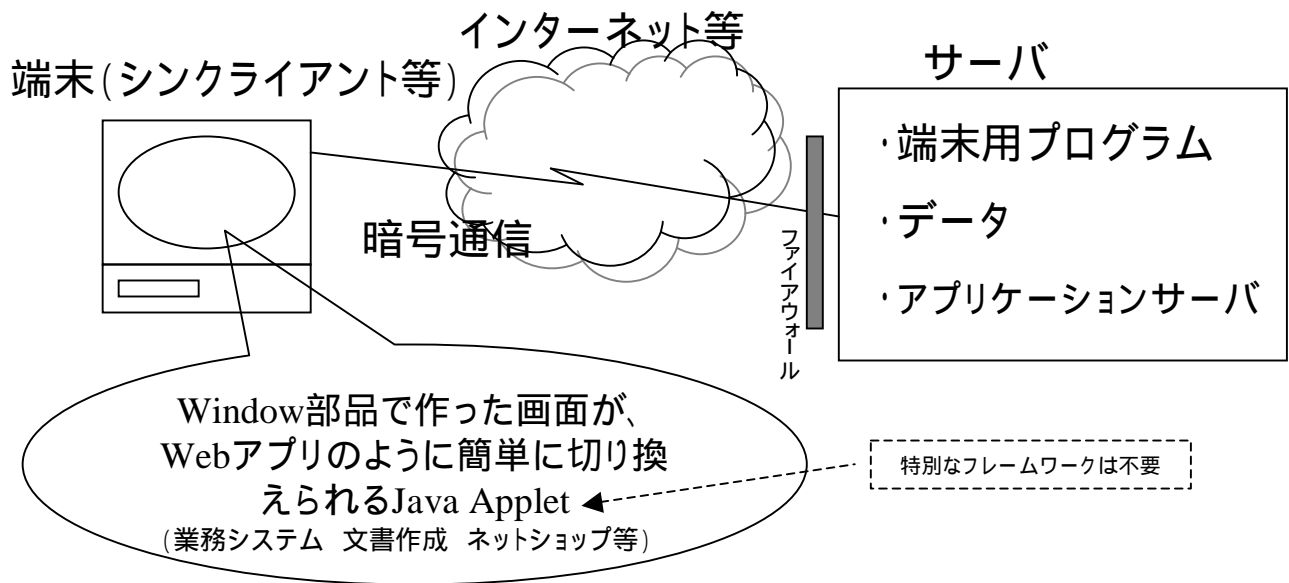 インターネット等
端末(シンクライアント等)
サーバ
・端末用プログラム
・データ
・アプリケーションサーバ
暗号通信
ファイアウォール
Window部品で作った画面が、
Webアプリのように簡単に切り換
えられるJava Applet
(業務システム 文書作成 ネットショップ等)
特別なフレームワークは不要